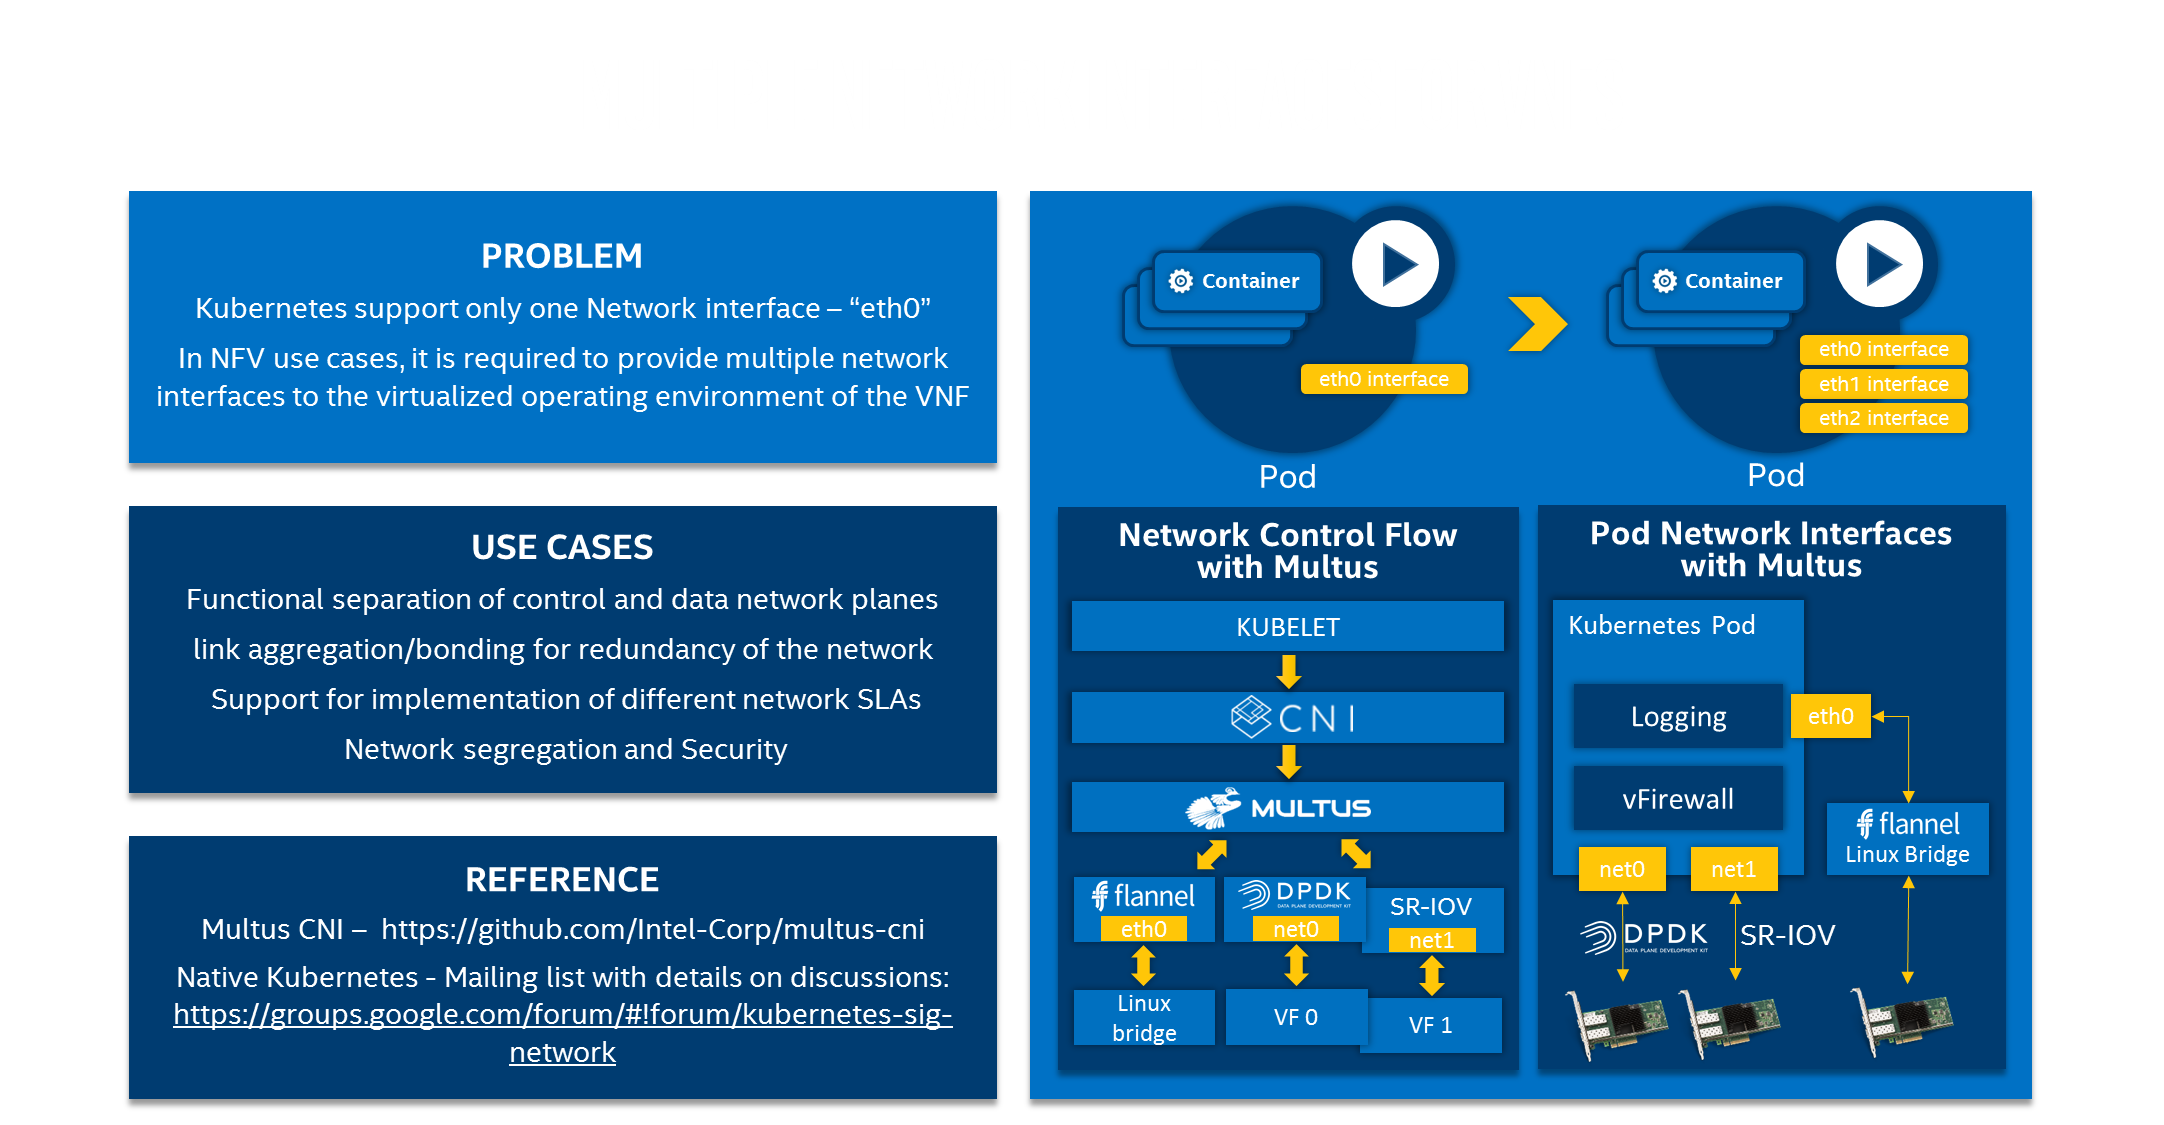 PROBLEM
Kubernetes support only one Network interface – “eth0”
In NFV use cases, it is required to provide multiple network
interfaces to the virtualized operating environment of the VNF
USE CASES
Functional separation of control and data network planes
link aggregation/bonding for redundancy of the network
Support for implementation of different network SLAs
Network segregation and Security
REFERENCE
Multus CNI – https://github.com/Intel-Corp/multus-cni
Native Kubernetes - Mailing list with details on discussions:
https://groups.google.com/forum/#!forum/kubernetes-sig-
network
Container
eth0 interface
Pod
Container
eth0 interface
eth1 interface
eth2 interface
Pod
Network Control Flow
with Multus
KUBELET
CNI
MULTUS
flannel
eth0
DPDK
DATA PLANE DEVELOPMENT KIT
net0
SR-IOV
net1
Linux
bridge
VF 0
VF 1
Pod Network Interfaces
with Multus
Kubernetes Pod
Logging
eth0
vFirewall
flannel
Linux Bridge
net0
net1
DPDK
DATA PLANE DEVELOPMENT KIT
SR-IOV